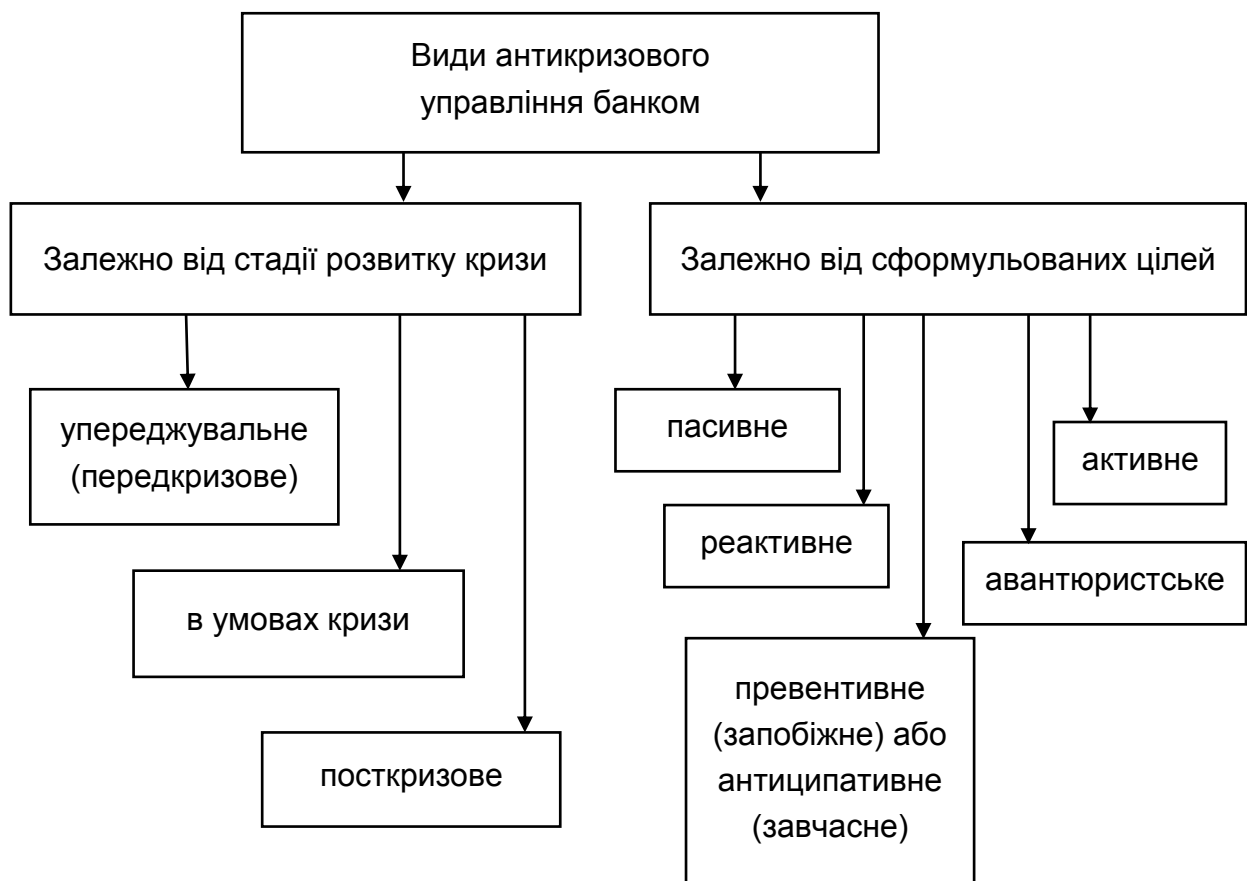 Види антикризового
управління банком
Залежно від стадії розвитку кризи
Залежно від сформульованих цілей
упереджувальне
(передкризове)
в умовах кризи
посткризове
пасивне
реактивне
превентивне
(запобіжне) або
антиципативне
(завчасне)
авантюристське
активне